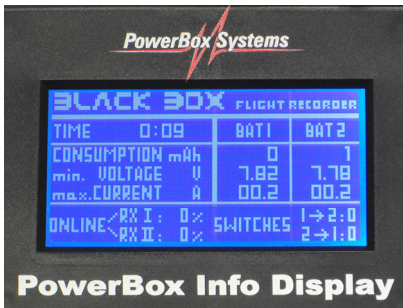 PowerBox Systems
BLACK BOX FLIGHT RECORDER
TIME 0:09 BAT1 BAT2
CONSUMPTION mAh 0 1
min. VOLTAGE V 7.82 7.78
max.CURRENT A 00.2 00.2
ONLINE RX I: 0% SWITCHES 1→2:0
RX II: 0% 2→1:0
PowerBox Info Display